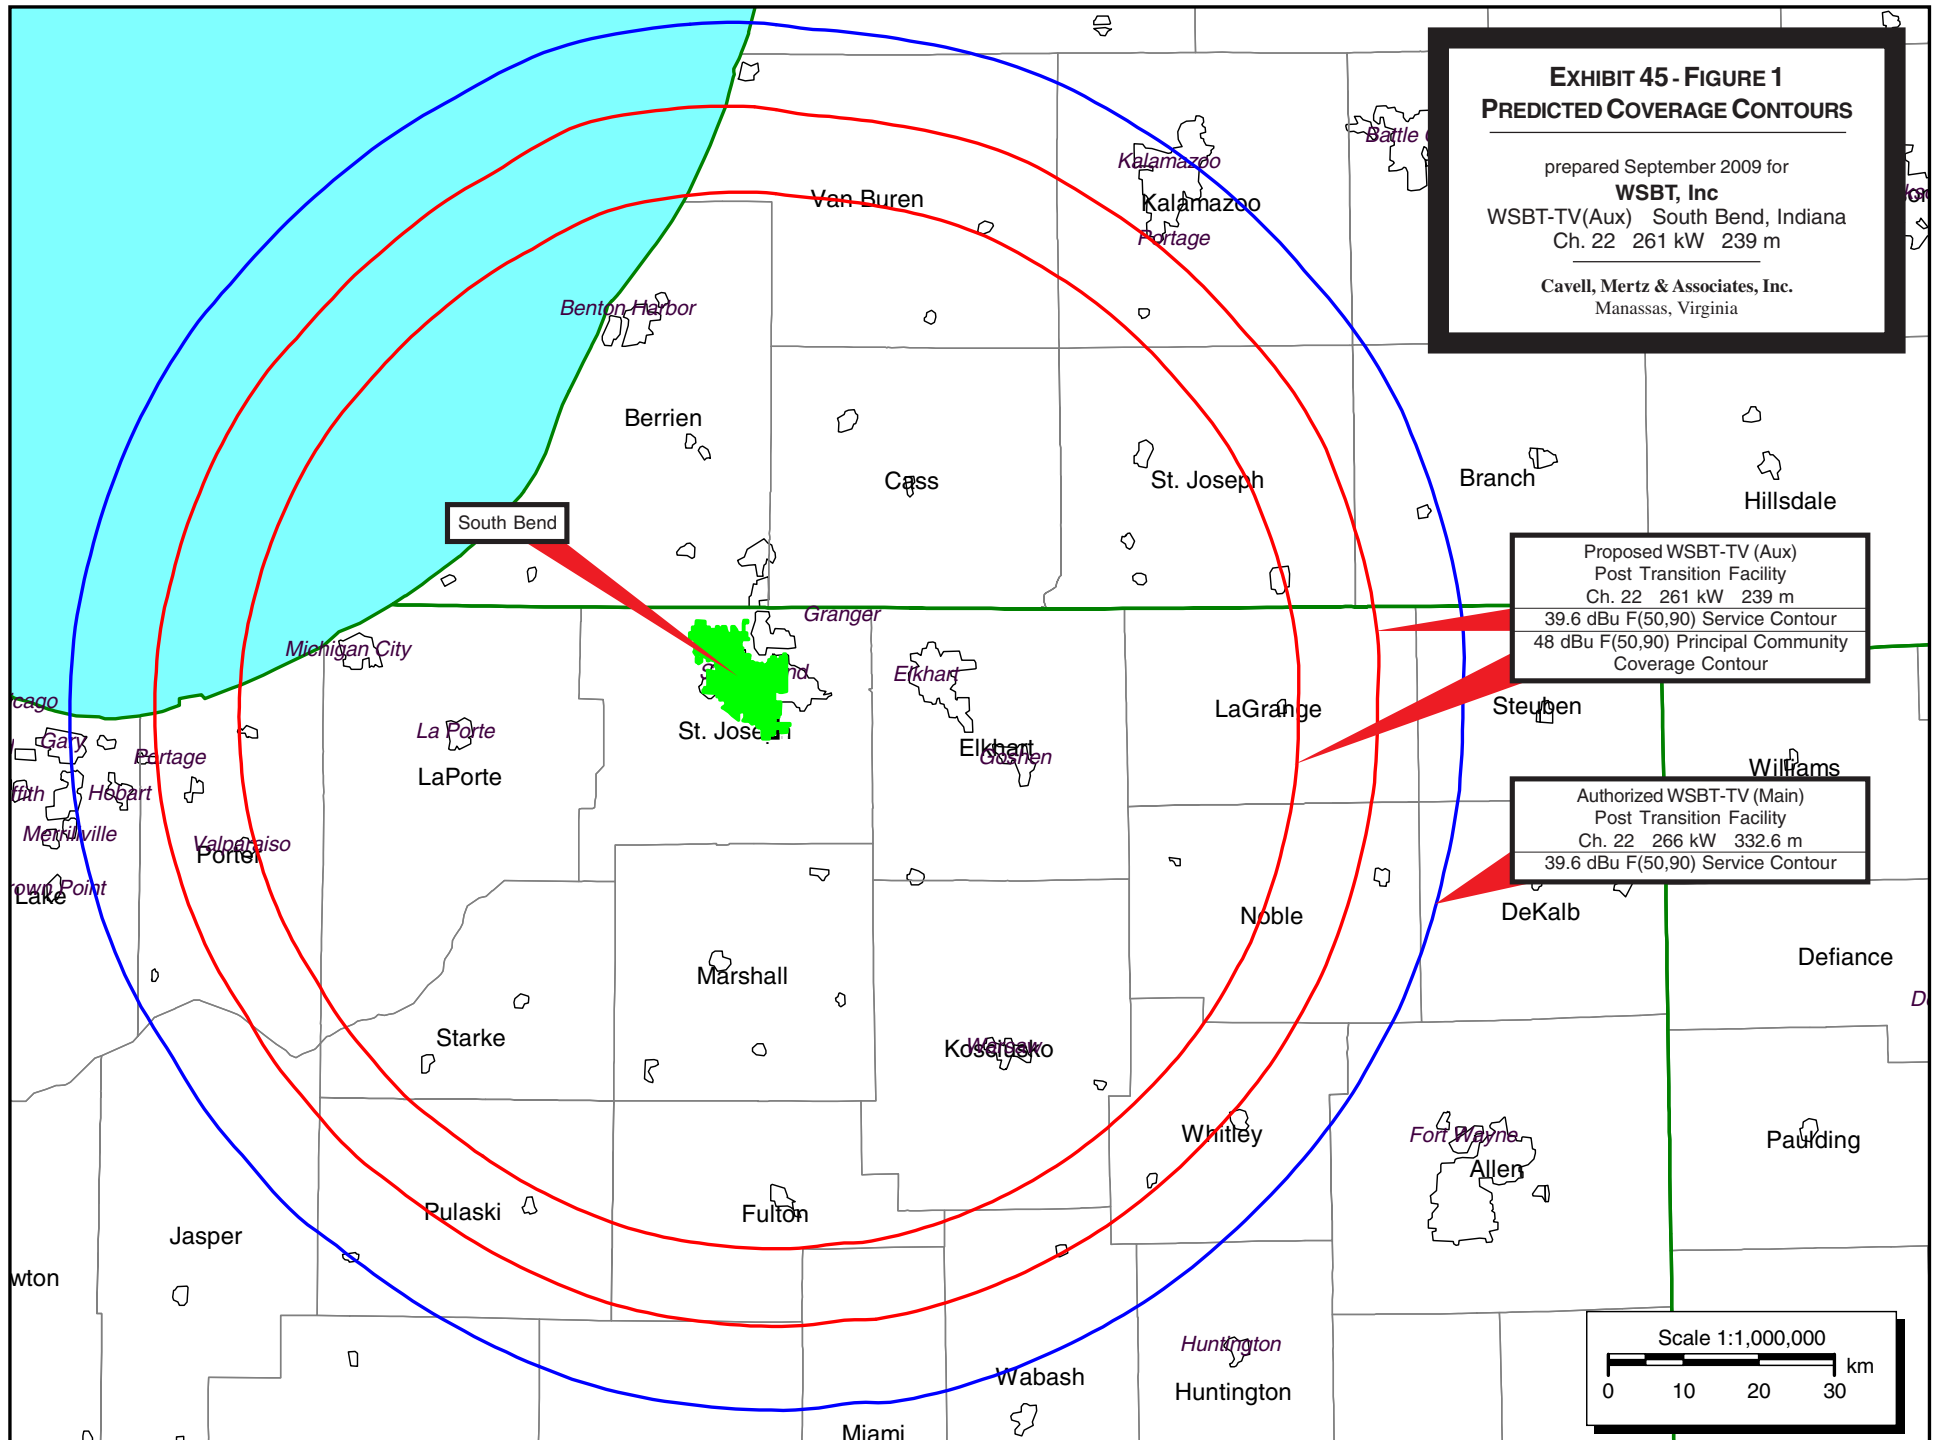 EXHIBIT 45 - FIGURE 1
PREDICTED COVERAGE CONTOURS
prepared September 2009 for
WSBT, Inc
WSBT-TV(Aux) South Bend, Indiana
Ch. 22 261 kW 239 m
Cavell, Mertz & Associates, Inc.
Manassas, Virginia
Battle
Kalamazoo
Kalamazoo
Portage
Van Buren
Benton Harbor
Berrien
Cass
St. Joseph
Branch
Hillsdale
South Bend
Proposed WSBT-TV (Aux)
Post Transition Facility
Ch. 22 261 kW 239 m
39.6 dBu F(50,90) Service Contour
48 dBu F(50,90) Principal Community
Coverage Contour
Granger
Michigan City
Elkhart
cago
LaGrange
Steuben
La Porte
St. Joseph
Gary
Portage
Elkhart
Goshen
LaPorte
Williams
ffith
Hobart
Merrillville
Valparaiso
Porter
Authorized WSBT-TV (Main)
Post Transition Facility
Ch. 22 266 kW 332.6 m
39.6 dBu F(50,90) Service Contour
rown Point
Lake
Noble
DeKalb
Defiance
Marshall
Starke
Kosciusko
Warsaw
Whitley
Fort Wayne
Allen
Paulding
Pulaski
Fulton
Jasper
wton
Scale 1:1,000,000
km
0 10 20 30
Huntington
Wabash
Huntington
Miami